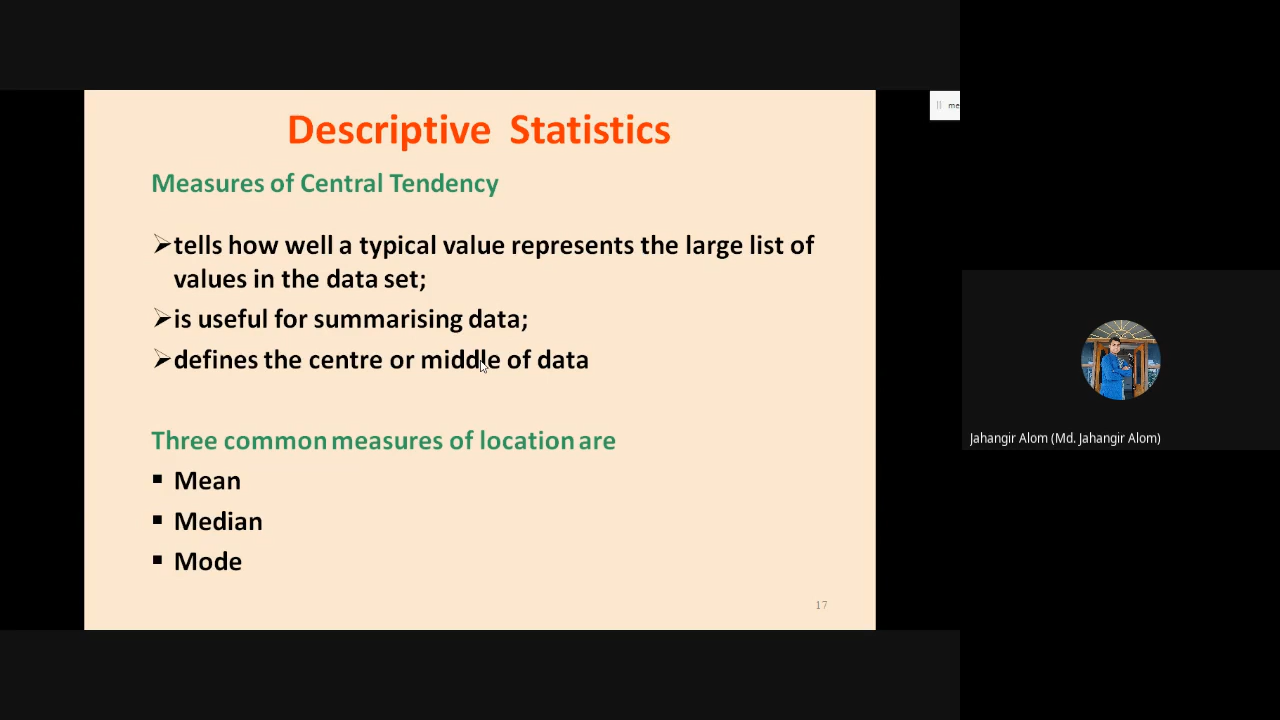 Descriptive Statistics
Measures of Central Tendency
tells how well a typical value represents the large list of
values in the data set;
is useful for summarising data;
defines the centre or middle of data
Three common measures of location are
Mean
Median
Mode
17
me
Jahangir Alom (Md. Jahangir Alom)